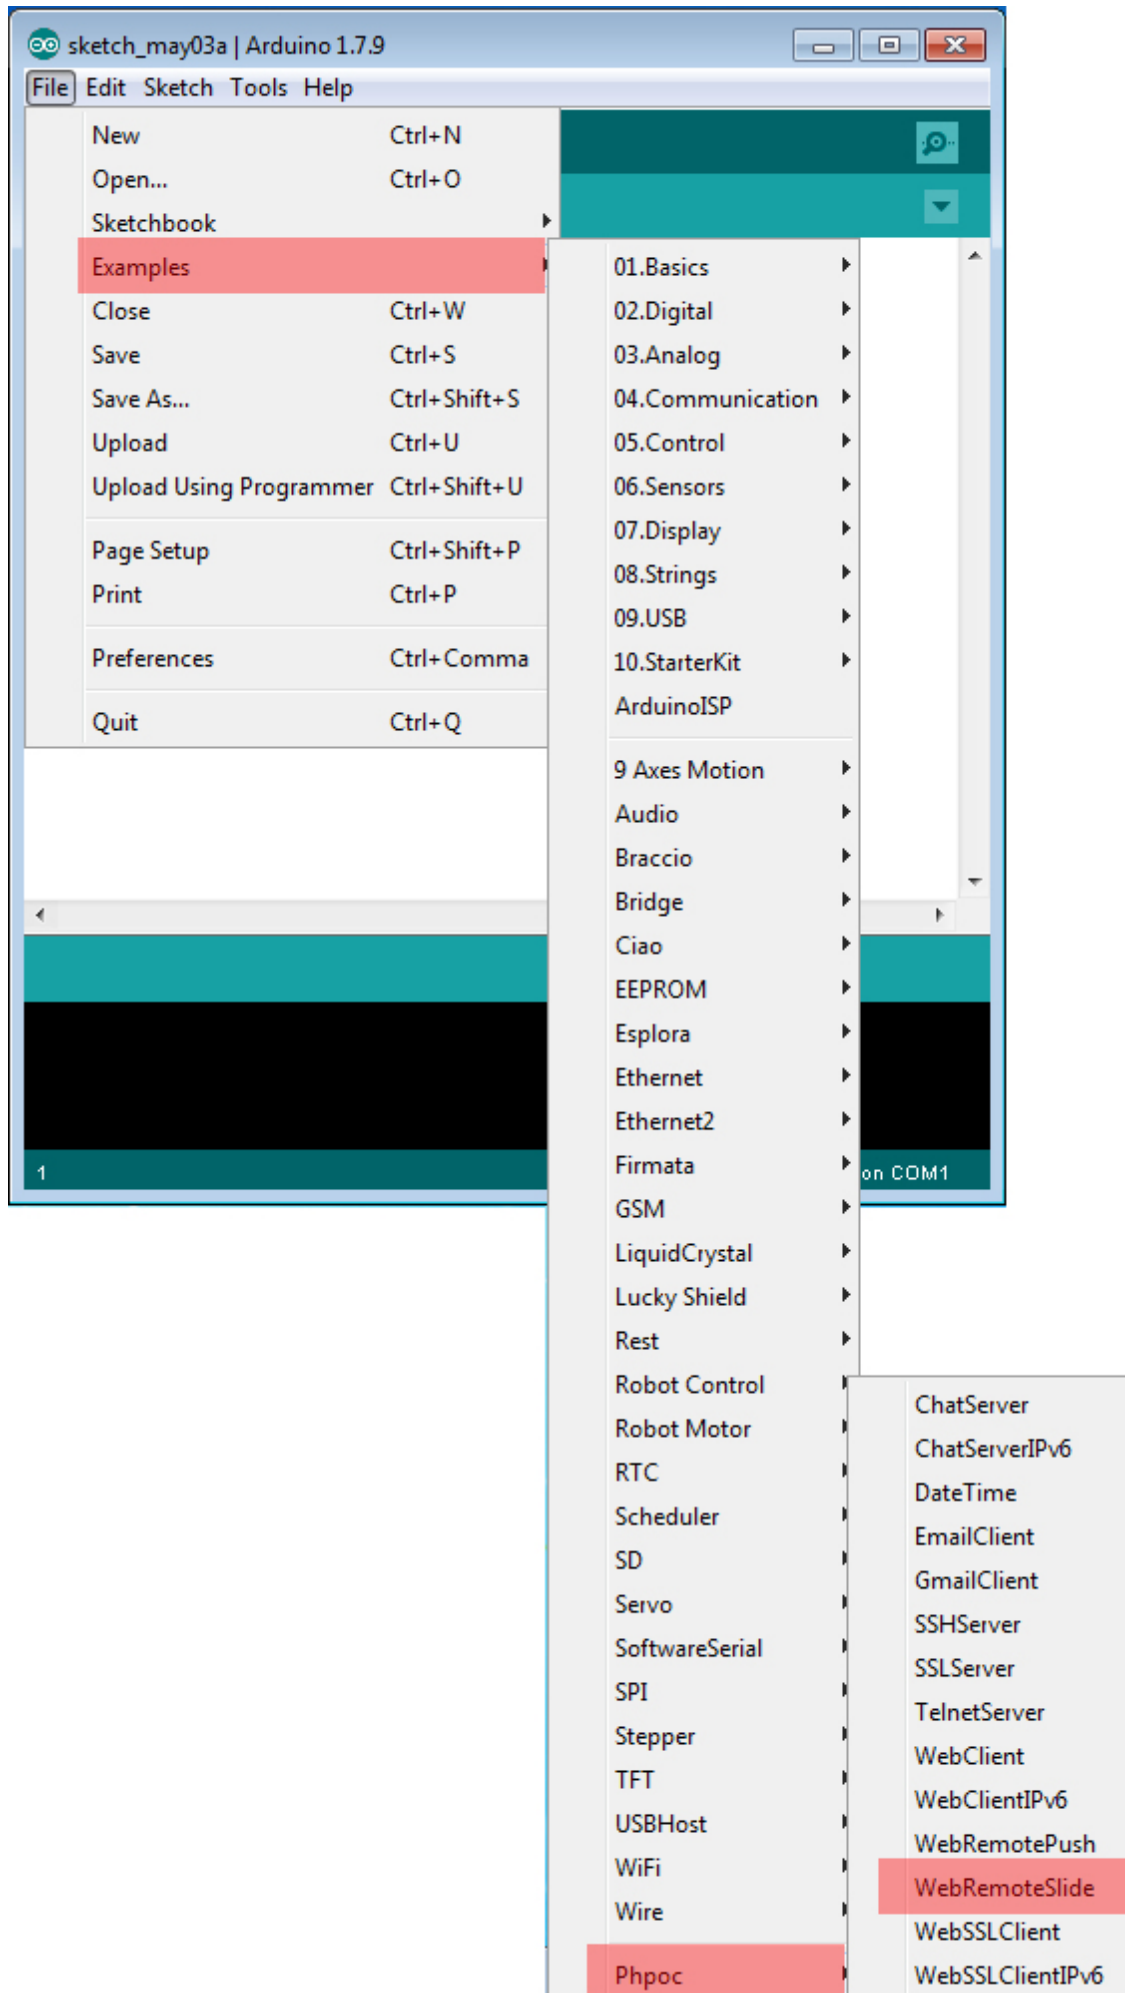 sketch_may03a | Arduino 1.7.9
File Edit Sketch Tools Help
New Ctrl+N
Open... Ctrl+O
Sketchbook
Examples
Close Ctrl+W
Save Ctrl+S
Save As... Ctrl+Shift+S
Upload Ctrl+U
Upload Using Programmer Ctrl+Shift+U
Page Setup Ctrl+Shift+P
Print Ctrl+P
Preferences Ctrl+Comma
Quit Ctrl+Q
01.Basics
02.Digital
03.Analog
04.Communication
05.Control
06.Sensors
07.Display
08.Strings
09.USB
10.StarterKit
ArduinoISP
9 Axes Motion
Audio
Braccio
Bridge
Ciao
EEPROM
Esplora
Ethernet
Ethernet2
Firmata
GSM
LiquidCrystal
Lucky Shield
Rest
Robot Control
Robot Motor
RTC
Scheduler
SD
Servo
SoftwareSerial
SPI
Stepper
TFT
USBHost
WiFi
Wire
Phpoc
ChatServer
ChatServerIPv6
DateTime
EmailClient
GmailClient
SSHServer
SSLServer
TelnetServer
WebClient
WebClientIPv6
WebRemotePush
WebRemoteSlide
WebSSLClient
WebSSLClientIPv6
1
on COM1